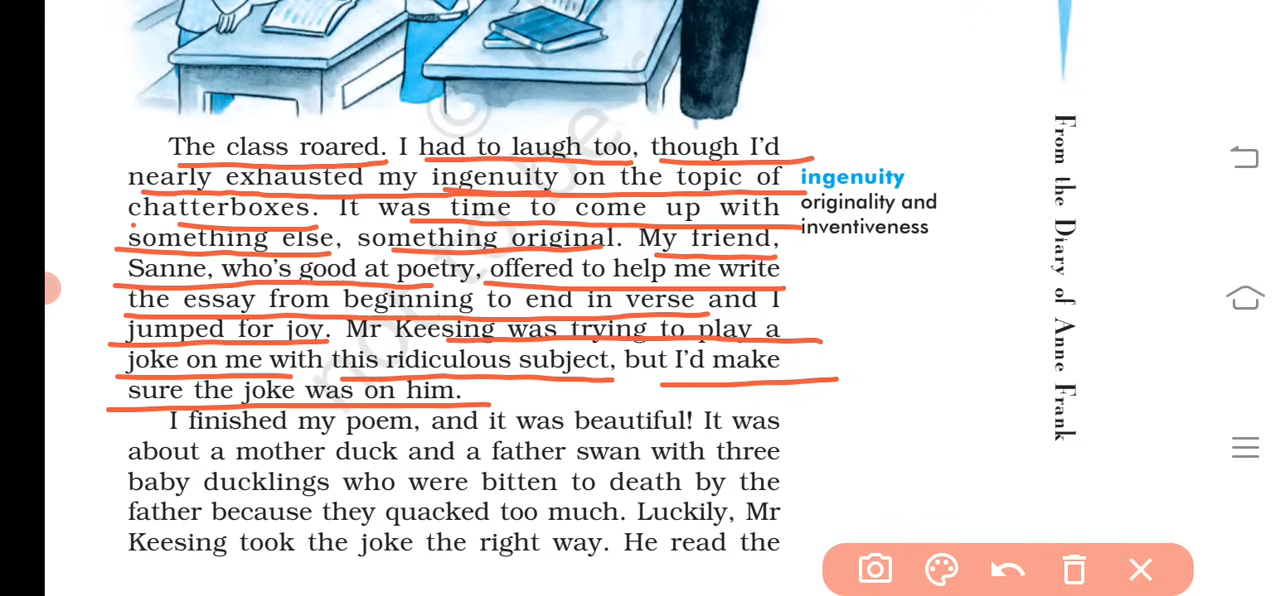 The class roared. I had to laugh too, though I'd
nearly exhausted my ingenuity on the topic of
chatterboxes. It was time to come up with
something else, something original. My friend,
Sanne, who's good at poetry, offered to help me write
the essay from beginning to end in verse and I
jumped for joy. Mr Keesing was trying to play a
joke on me with this ridiculous subject, but I'd make
sure the joke was on him.
I finished my poem, and it was beautiful! It was
about a mother duck and a father swan with three
baby ducklings who were bitten to death by the
father because they quacked too much. Luckily, Mr
Keesing took the joke the right way. He read the
ingenuity
originality and
inventiveness
From the Diary of Anne Frank
not to be